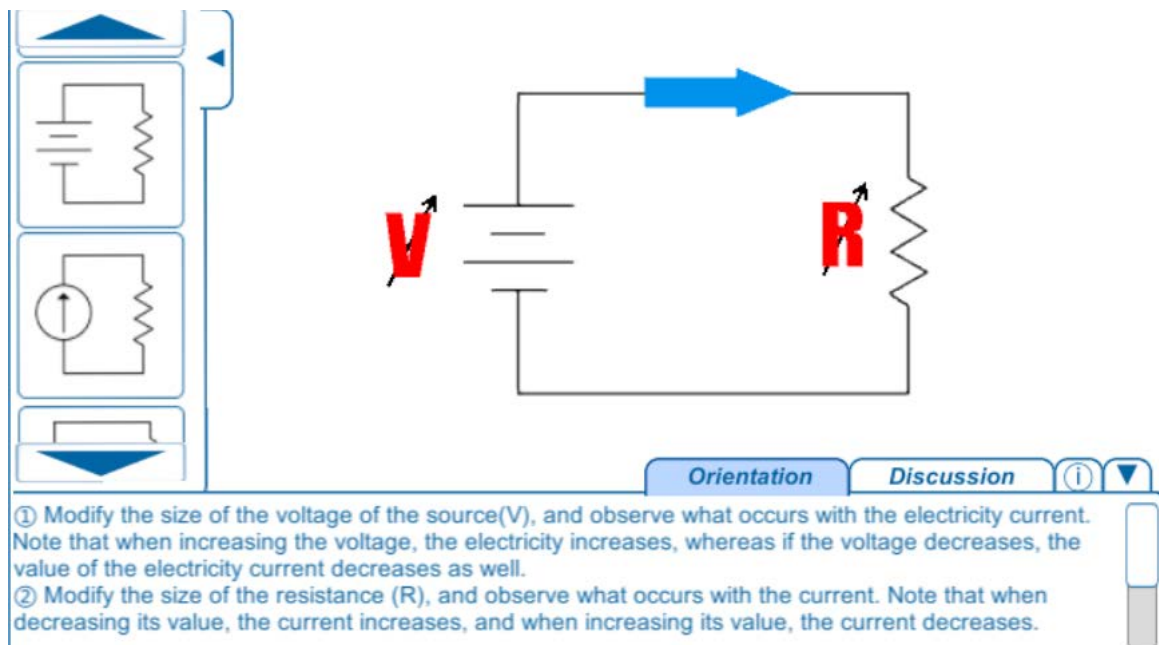 V
R
Orientation
Discussion
i
① Modify the size of the voltage of the source(V), and observe what occurs with the electricity current.
Note that when increasing the voltage, the electricity increases, whereas if the voltage decreases, the
value of the electricity current decreases as well.
② Modify the size of the resistance (R), and observe what occurs with the current. Note that when
decreasing its value, the current increases, and when increasing its value, the current decreases.